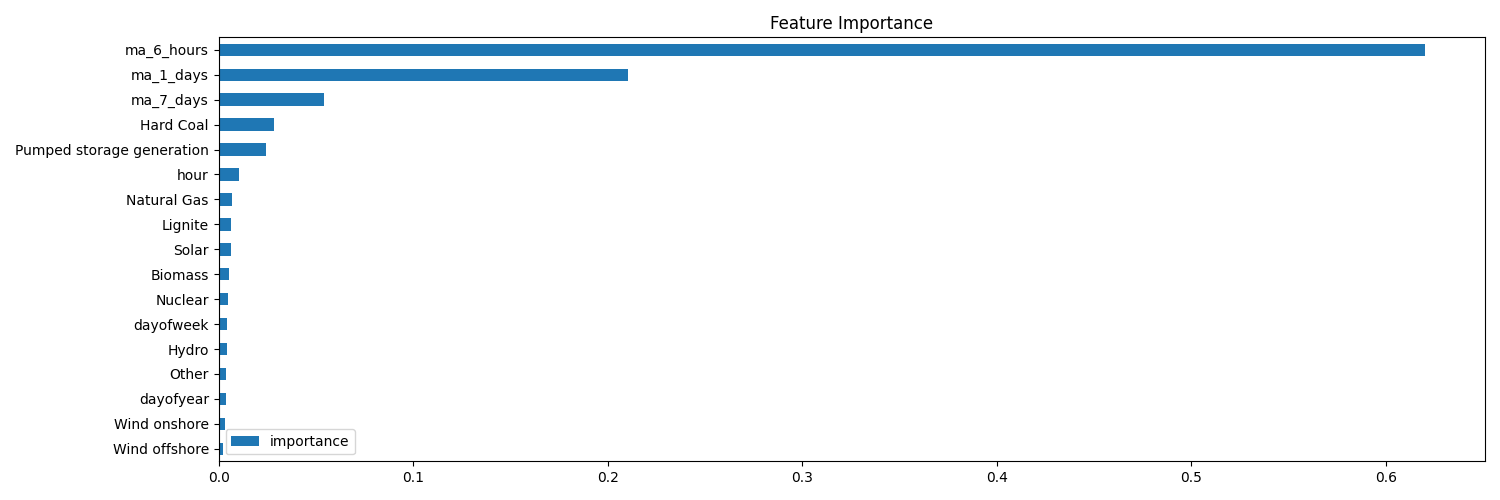 Feature Importance
ma_6_hours
ma_1_days
ma_7_days
Hard Coal
Pumped storage generation
hour
Natural Gas
Lignite
Solar
Biomass
Nuclear
dayofweek
Hydro
Other
dayofyear
Wind onshore
Wind offshore
importance
0.0 0.1 0.2 0.3 0.4 0.5 0.6